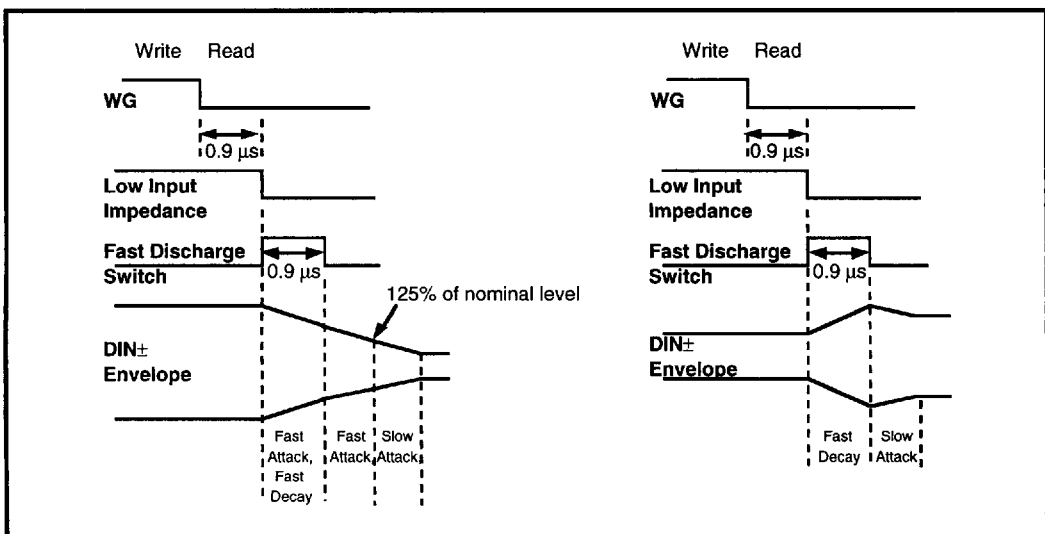 Write Read
WG
0.9 μs
Low Input
Impedance
Fast Discharge
Switch
0.9 μs
125% of nominal level
DIN±
Envelope
Fast
Attack,
Fast
Decay
Fast
Attack
Slow
Attack
Write Read
WG
0.9 μs
Low Input
Impedance
Fast Discharge
Switch
0.9 μs
DIN±
Envelope
Fast
Decay
Slow
Attack